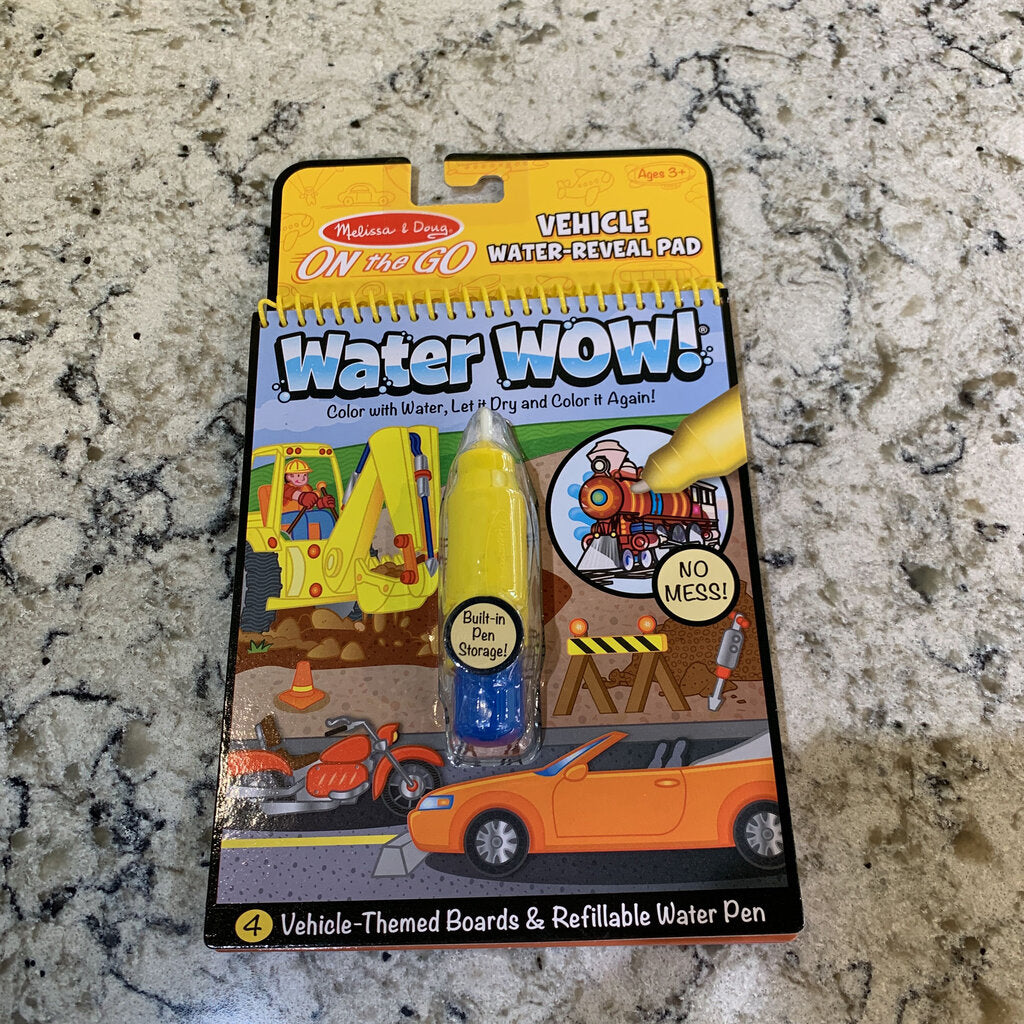 Ages 3+
Melissa & Doug®
ON the GO
VEHICLE
WATER-REVEAL PAD
Water WOW!®
Color with Water, Let it Dry and Color it Again!
NO
MESS!
Built-in
Pen
Storage!
4 Vehicle-Themed Boards & Refillable Water Pen